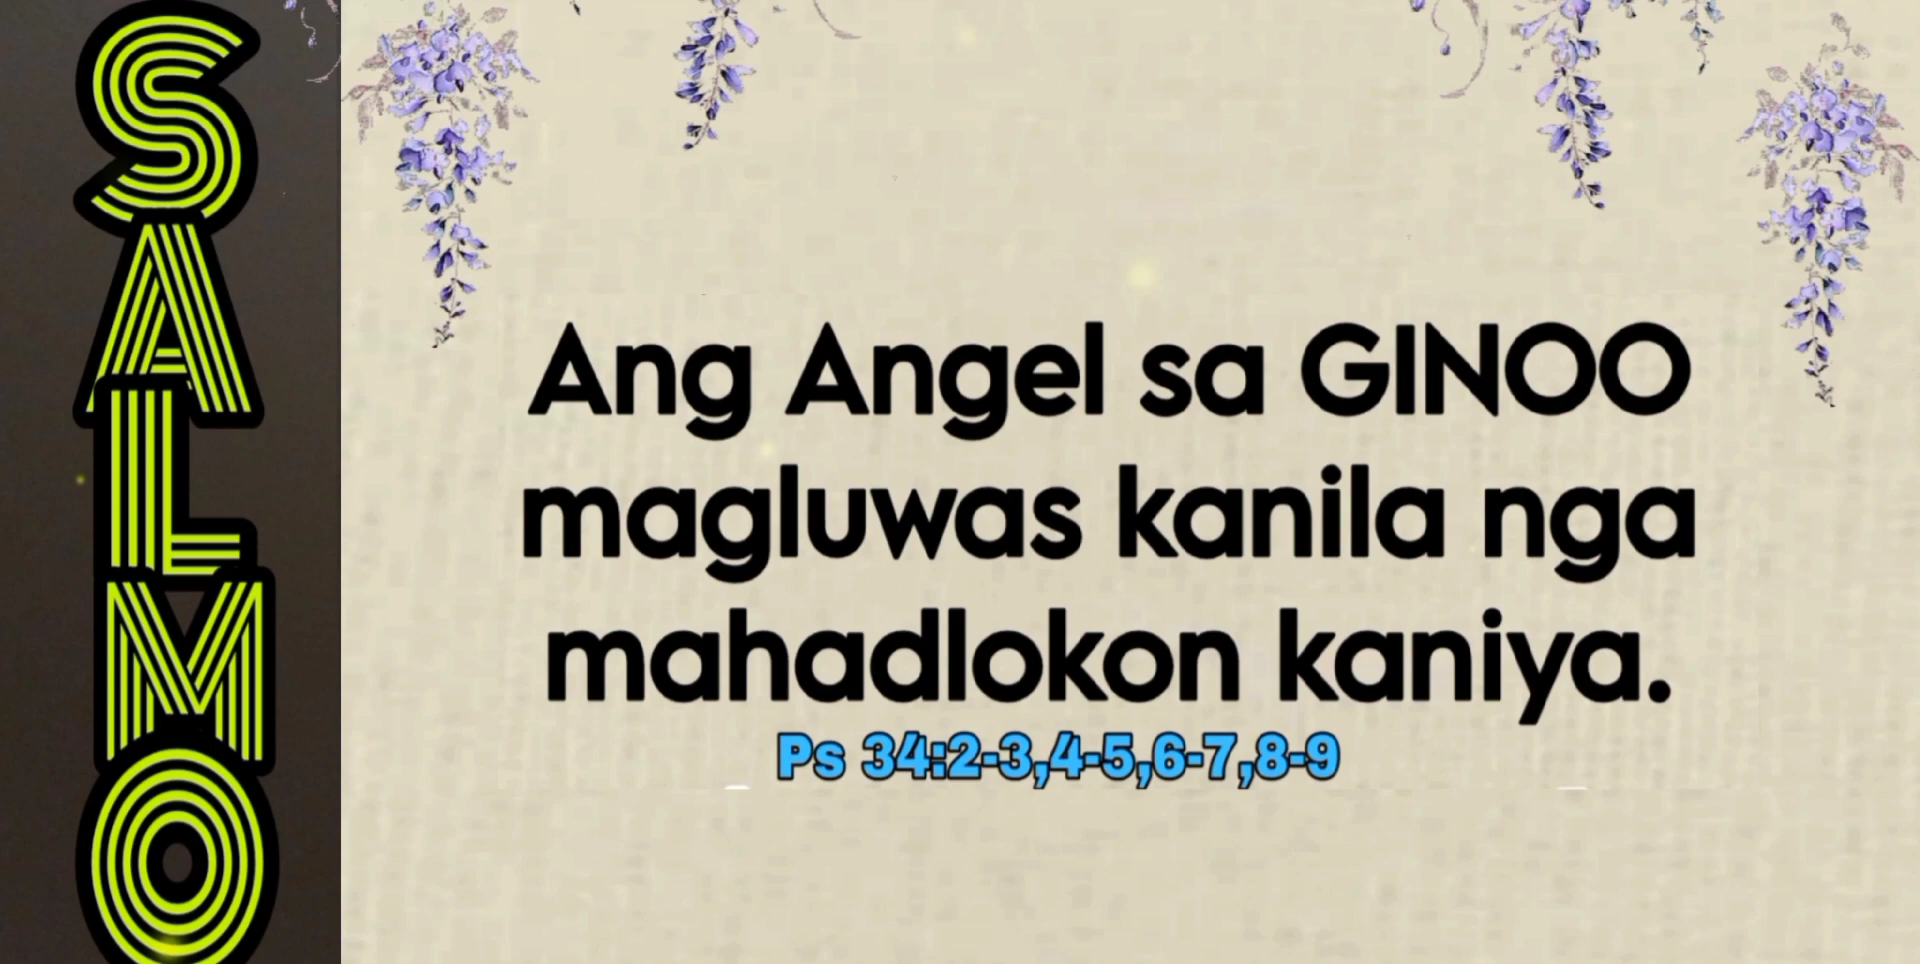 SALMO
Ang Angel sa GINOO
magluwas kanila nga
mahadlokon kaniya.
Ps 34:2-3,4-5,6-7,8-9